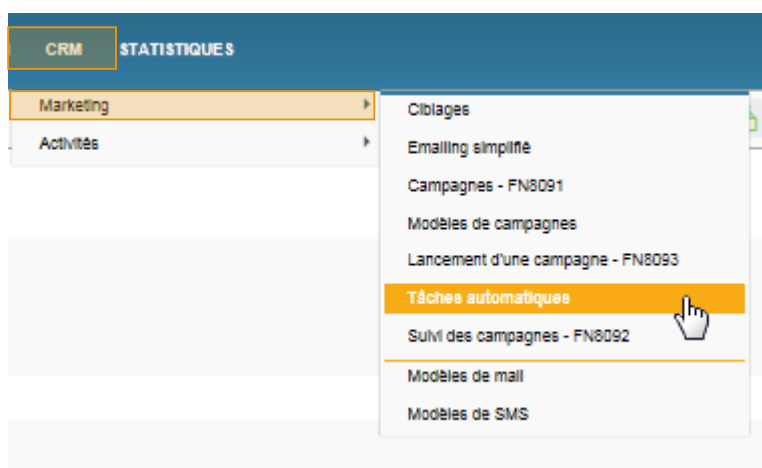 CRM STATISTIQUES
Marketing
Activités
Ciblages
Emailing simplifié
Campagnes - FN8091
Modèles de campagnes
Lancement d'une campagne - FN8093
Tâches automatiques
Suivi des campagnes - FN8092
Modèles de mail
Modèles de SMS